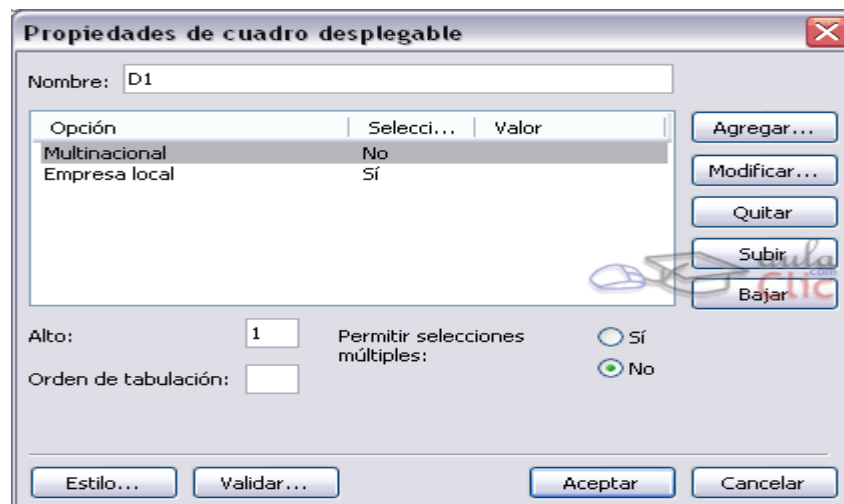 Propiedades de cuadro desplegable
Nombre: D1
Opción Selecci... Valor
Multinacional No
Empresa local Sí
Agregar...
Modificar...
Quitar
Subir
Bajar
aula
Clic
.com
Alto: 1
Permitir selecciones
múltiples:
Sí
No
Orden de tabulación:
Estilo... Validar... Aceptar Cancelar